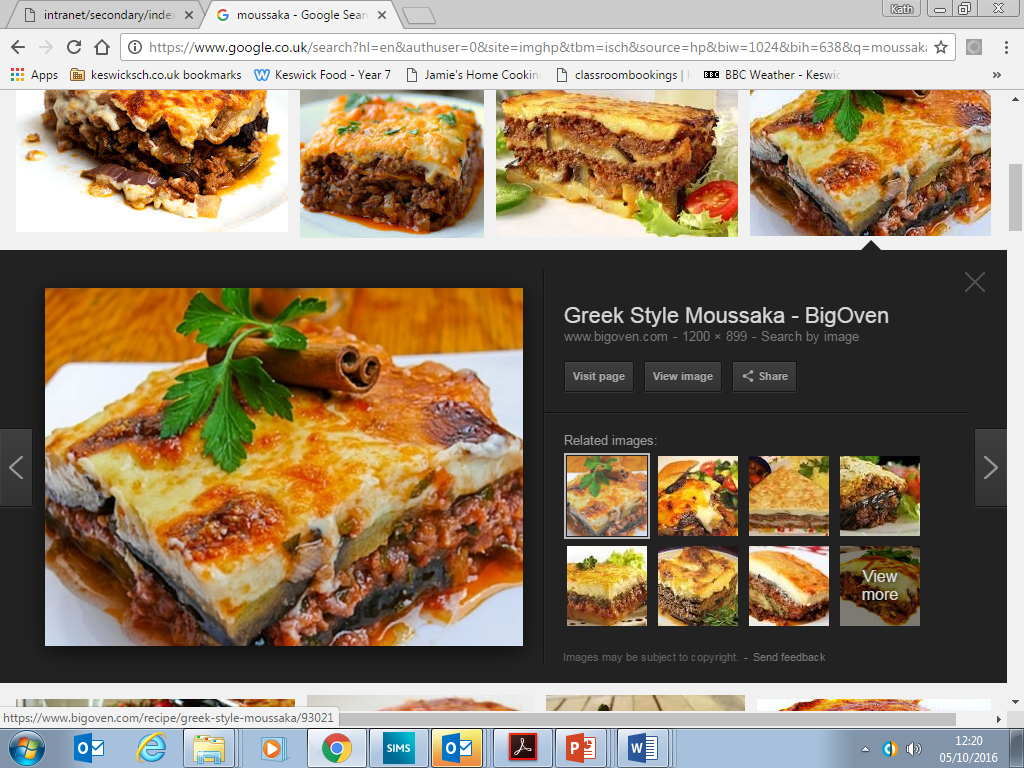 intranet/secondary/inde
moussaka - Google Sear
Kath
https://www.google.co.uk/search?hl=en&authuser=0&site=imghp&tbm=isch&source=hp&biw=1024&bih=638&q=moussaka
Apps
keswicksch.co.uk bookmarks
Keswick Food - Year 7
Jamie's Home Cookin
classroombookings |
BBC Weather - Keswic
»
Greek Style Moussaka - BigOven
www.bigoven.com - 1200 × 899 - Search by image
Visit page
View image
Share
Related images:
View
more
Images may be subject to copyright. - Send feedback
https://www.bigoven.com/recipe/greek-style-moussaka/93021
SIMS
12:20
05/10/2016